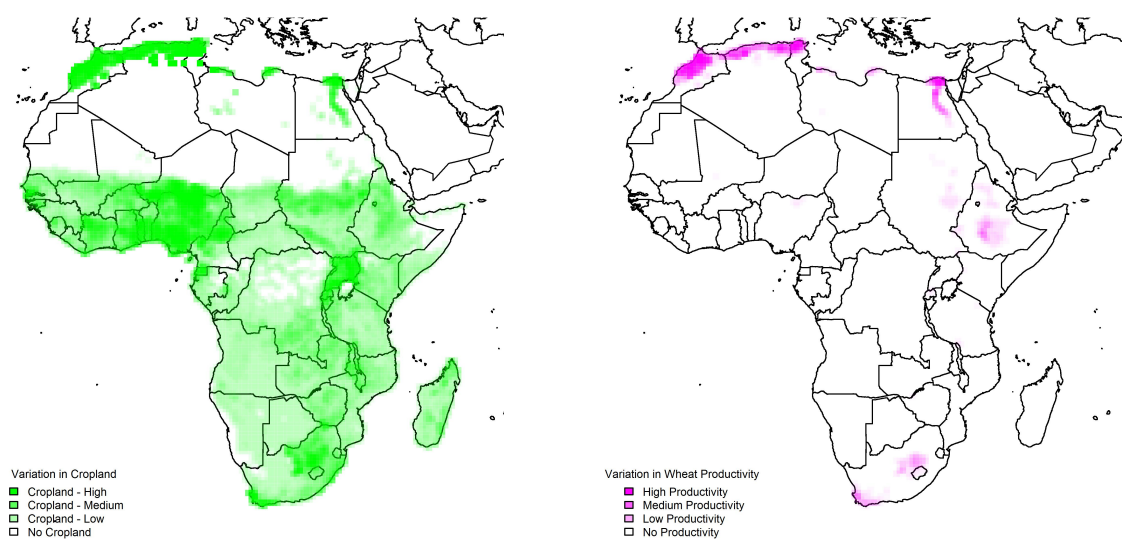 Variation in Cropland
Cropland - High
Cropland - Medium
Cropland - Low
No Cropland
Variation in Wheat Productivity
High Productivity
Medium Productivity
Low Productivity
No Productivity